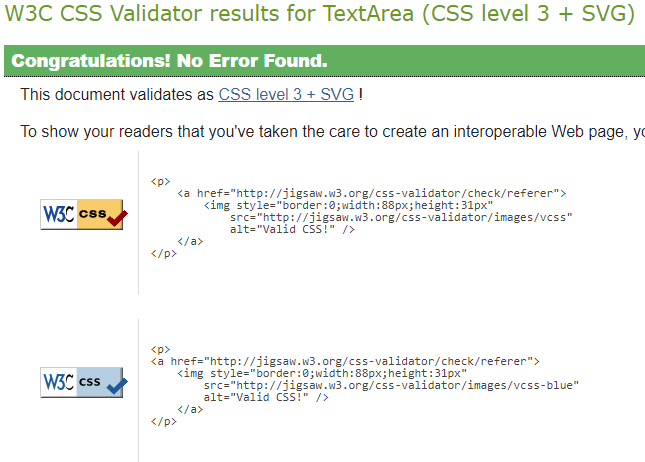 W3C CSS Validator results for TextArea (CSS level 3 + SVG)
Congratulations! No Error Found.
This document validates as CSS level 3 + SVG !
To show your readers that you've taken the care to create an interoperable Web page,
<p>
<a href="http://jigsaw.w3.org/css-validator/check/referer">
<img style="border:0;width:88px;height:31px"
src="http://jigsaw.w3.org/css-validator/images/vcss"
alt="Valid CSS!" />
</a>
</p>
W3C css
<p>
<a href="http://jigsaw.w3.org/css-validator/check/referer">
<img style="border:0;width:88px;height:31px"
src="http://jigsaw.w3.org/css-validator/images/vcss-blue"
alt="Valid CSS!" />
</a>
</p>
W3C css